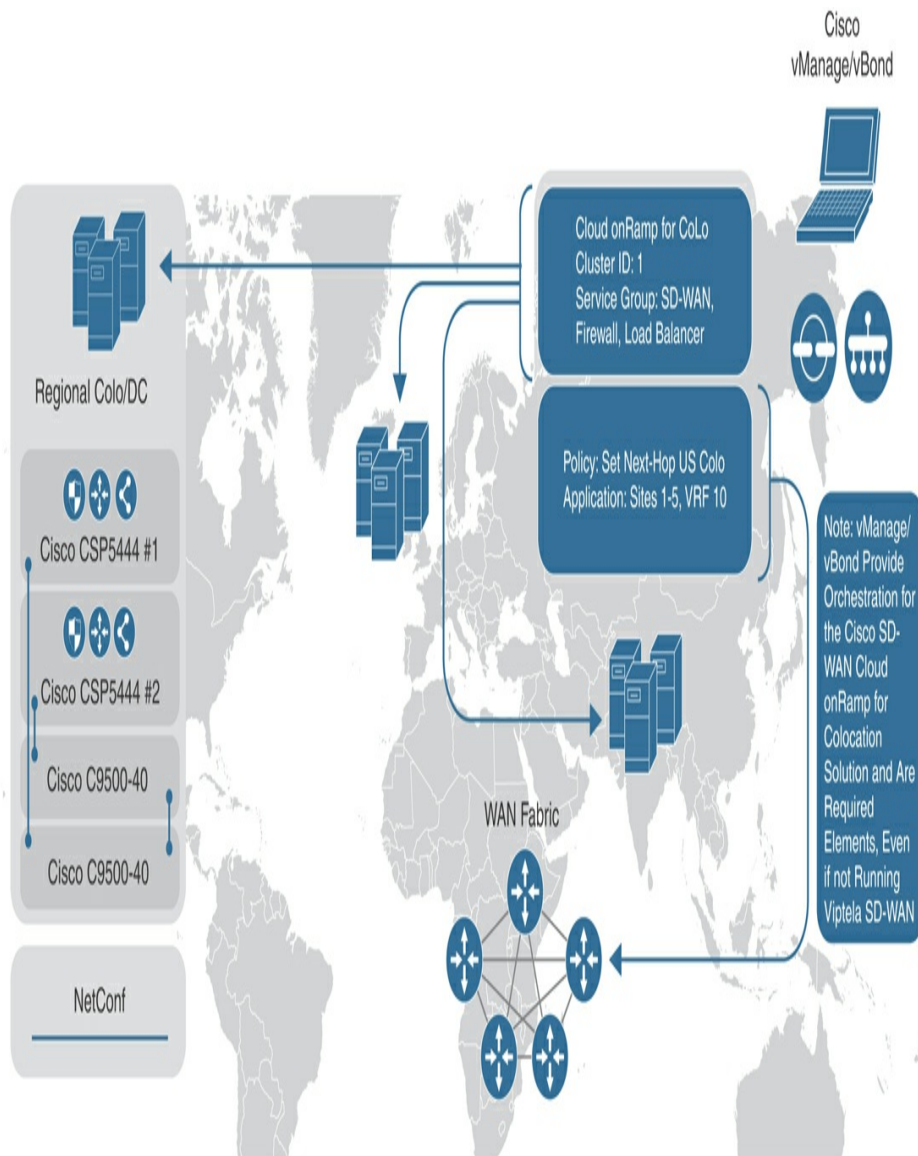 Cisco
vManage/vBond
Cloud onRamp for CoLo
Cluster ID: 1
Service Group: SD-WAN,
Firewall, Load Balancer
Regional Colo/DC
Policy: Set Next-Hop US Colo
Application: Sites 1-5, VRF 10
Cisco CSP5444 #1
Cisco CSP5444 #2
Cisco C9500-40
Cisco C9500-40
NetConf
WAN Fabric
Note: vManage/
vBond Provide
Orchestration for
the Cisco SD-
WAN Cloud
onRamp for
Colocation
Solution and Are
Required
Elements, Even
if not Running
Viptela SD-WAN